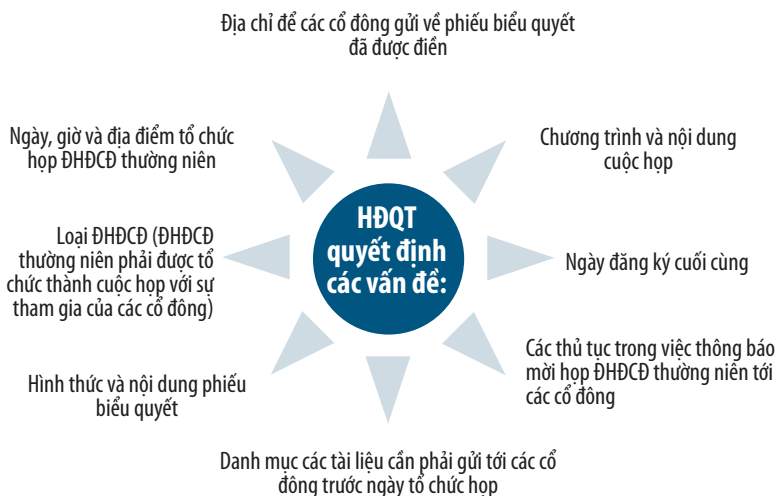 Địa chỉ để các cổ đông gửi về phiếu biểu quyết
đã được điền
Ngày, giờ và địa điểm tổ chức
họp ĐHĐCĐ thường niên
Chương trình và nội dung
cuộc họp
Loại ĐHĐCĐ (ĐHĐCĐ
thường niên phải được tổ
chức thành cuộc họp với sự
tham gia của các cổ đông)
HĐQT
quyết định
các vấn đề:
Ngày đăng ký cuối cùng
Hình thức và nội dung phiếu
biểu quyết
Các thủ tục trong việc thông báo
mời họp ĐHĐCĐ thường niên tới
các cổ đông
Danh mục các tài liệu cần phải gửi tới các cổ
đông trước ngày tổ chức họp